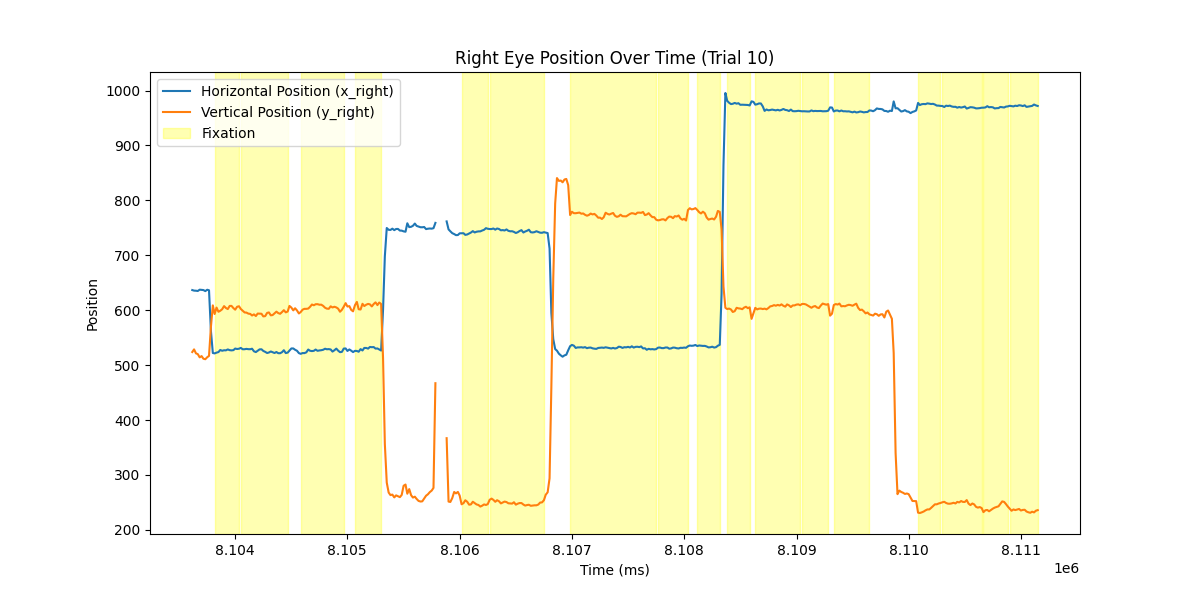 Right Eye Position Over Time (Trial 10)
Horizontal Position (x_right)
Vertical Position (y_right)
Fixation
Position
1000
900
800
700
600
500
400
300
200
8.104 8.105 8.106 8.107 8.108 8.109 8.110 8.111
1e6
Time (ms)